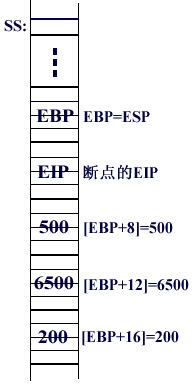 SS:
EBP EBP=ESP
EIP 断点的EIP
500 [EBP+8]=500
6500 [EBP+12]=6500
200 [EBP+16]=200